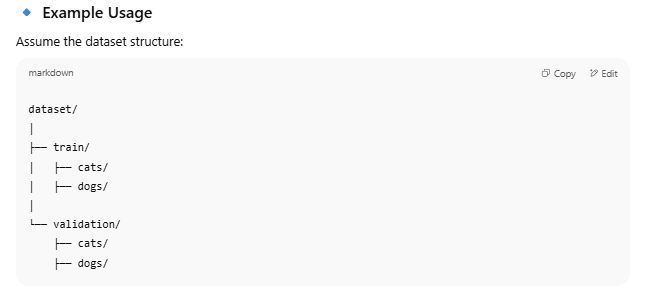 Example Usage
Assume the dataset structure:
markdown Copy Edit
dataset/
│
├── train/
│   ├── cats/
│   ├── dogs/
│
└── validation/
    ├── cats/
    ├── dogs/